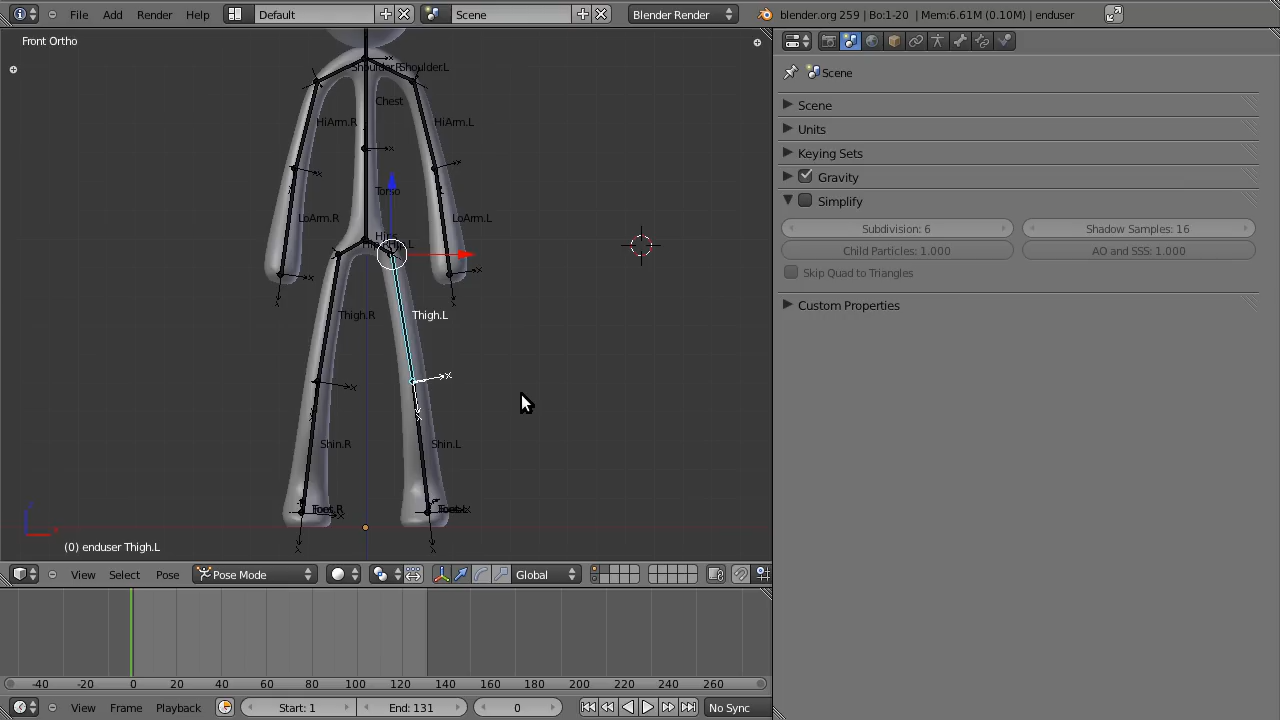 File Add Render Help Default Scene Blender Render blender.org 259 | Bo:1-20 | Mem:6.61M (0.10M) | enduser
Front Ortho
Scene
Scene
Units
Keying Sets
Gravity
Simplify
Subdivision: 6 Shadow Samples: 16
Child Particles: 1.000 AO and SSS: 1.000
Skip Quad to Triangles
Custom Properties
Shoulder.L
Chest
HiArm.R HiArm.L
Torso
LoArm.R LoArm.L
Hips
Thigh.R Thigh.L
Shin.R Shin.L
(0) enduser Thigh.L
View Select Pose Pose Mode Global
-40 -20 0 20 40 60 80 100 120 140 160 180 200 220 240 260
View Frame Playback Start: 1 End: 131 0 No Sync